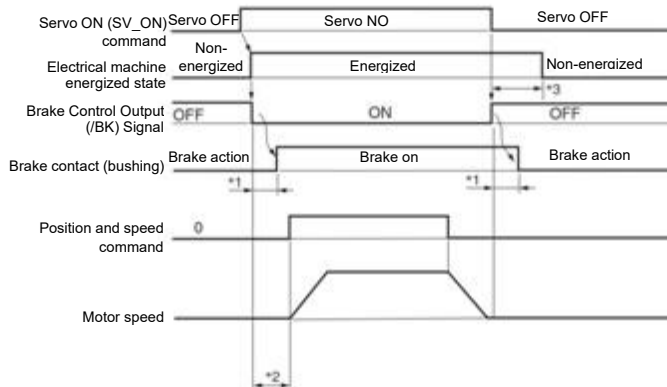 Servo ON (SV_ON) command
Servo OFF
Servo NO
Servo OFF
Electrical machine energized state
Non-energized
Energized
Non-energized
*3
Brake Control Output (/BK) Signal
OFF
ON
OFF
Brake contact (bushing)
Brake action
Brake on
Brake action
*1
*1
Position and speed command
0
Motor speed
*2